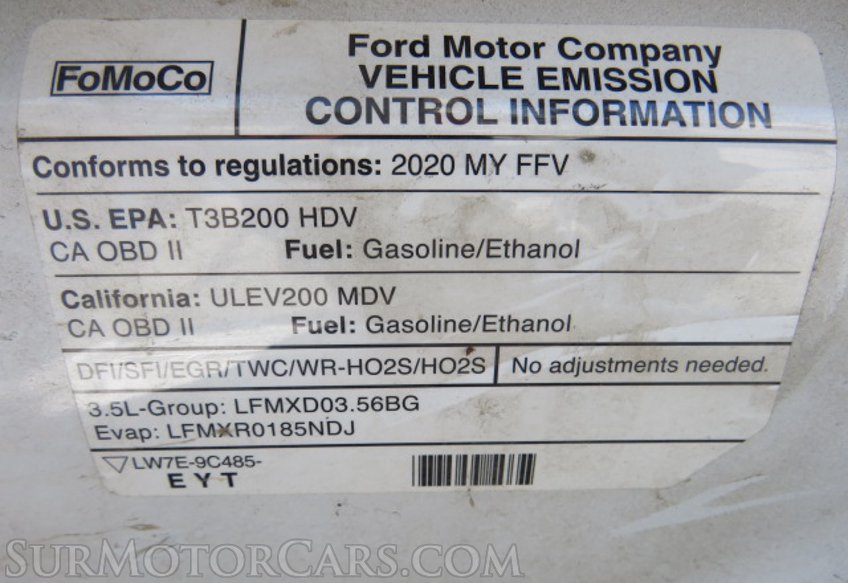 FoMoCo
Ford Motor Company
VEHICLE EMISSION
CONTROL INFORMATION
Conforms to regulations: 2020 MY FFV
U.S. EPA: T3B200 HDV
CA OBD II Fuel: Gasoline/Ethanol
California: ULEV200 MDV
CA OBD II Fuel: Gasoline/Ethanol
DFI/SFI/EGR/TWC/WR-HO2S/HO2S No adjustments needed.
3.5L-Group: LFMXD03.56BG
Evap: LFMXR0185NDJ
LW7E-9C485-
E Y T
SurMotorCars.com